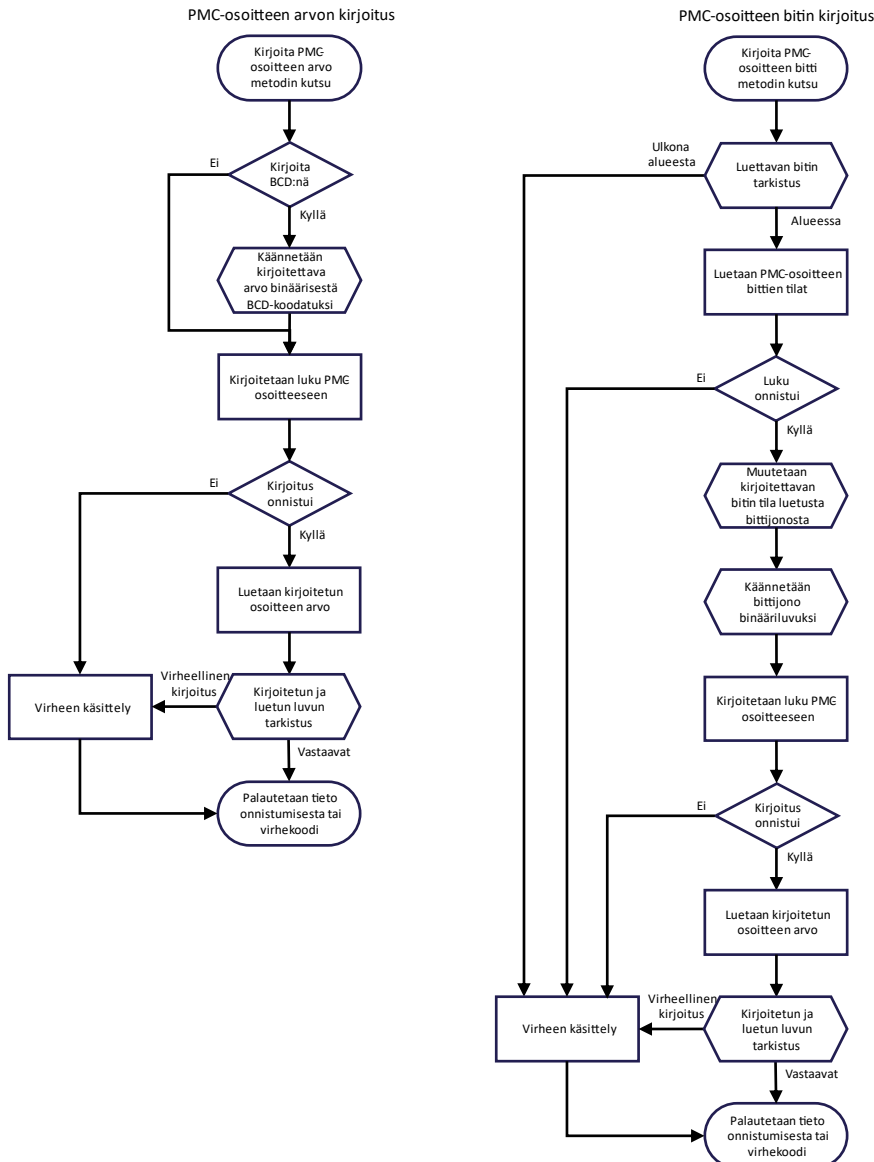 PMC-osoitteen arvon kirjoitus
Kirjoita PMC-
osoitteen arvo
metodin kutsu
Ei
Kirjoita
BCD:nä
Kyllä
Käännetään
kirjoitettava
arvo binäärisestä
BCD-koodatuksi
Kirjoitetaan luku PMC
osoitteeseen
Ei
Kirjoitus
onnistui
Kyllä
Luetaan kirjoitetun
osoitteen arvo
Virheellinen
kirjoitus
Kirjoitetun ja
luetun luvun
tarkistus
Virheen käsittely
Vastaavat
Palautetaan tieto
onnistumisesta tai
virhekoodi
PMC-osoitteen bitin kirjoitus
Kirjoita PMC-
osoitteen bitti
metodin kutsu
Ulkona
alueesta
Luettavan bitin
tarkistus
Alueessa
Luetaan PMC-osoitteen
bittien tilat
Ei
Luku
onnistui
Kyllä
Muutetaan
kirjoitettavan
bitin tila luetusta
bittijonosta
Käännetään
bittijono
binääriluvuksi
Kirjoitetaan luku PMC
osoitteeseen
Ei
Kirjoitus
onnistui
Kyllä
Luetaan kirjoitetun
osoitteen arvo
Virheellinen
kirjoitus
Kirjoitetun ja
luetun luvun
tarkistus
Virheen käsittely
Vastaavat
Palautetaan tieto
onnistumisesta tai
virhekoodi